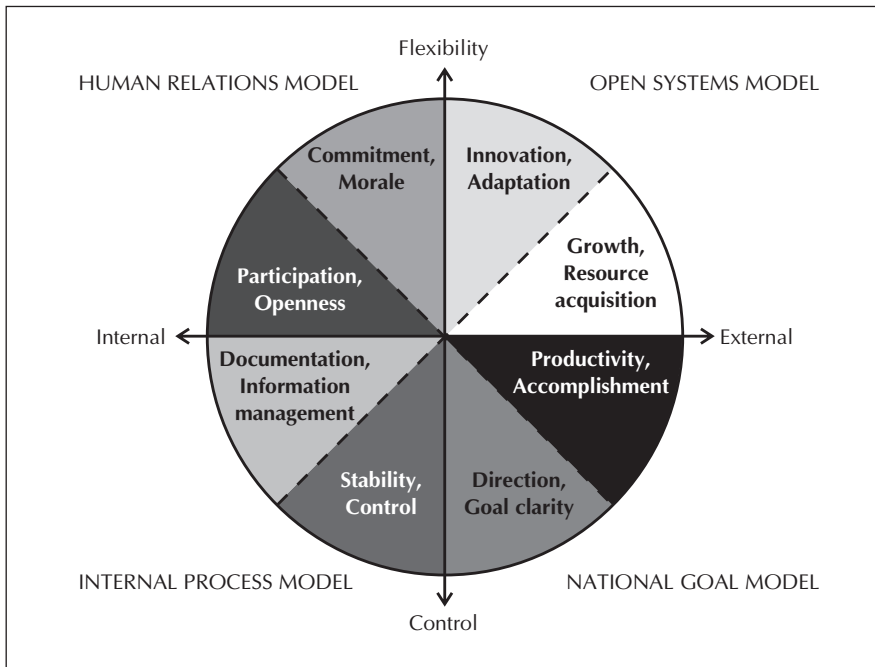 Flexibility
HUMAN RELATIONS MODEL
OPEN SYSTEMS MODEL
Commitment,
Morale
Innovation,
Adaptation
Participation,
Openness
Growth,
Resource
acquisition
Internal
External
Documentation,
Information
management
Productivity,
Accomplishment
Stability,
Control
Direction,
Goal clarity
INTERNAL PROCESS MODEL
NATIONAL GOAL MODEL
Control